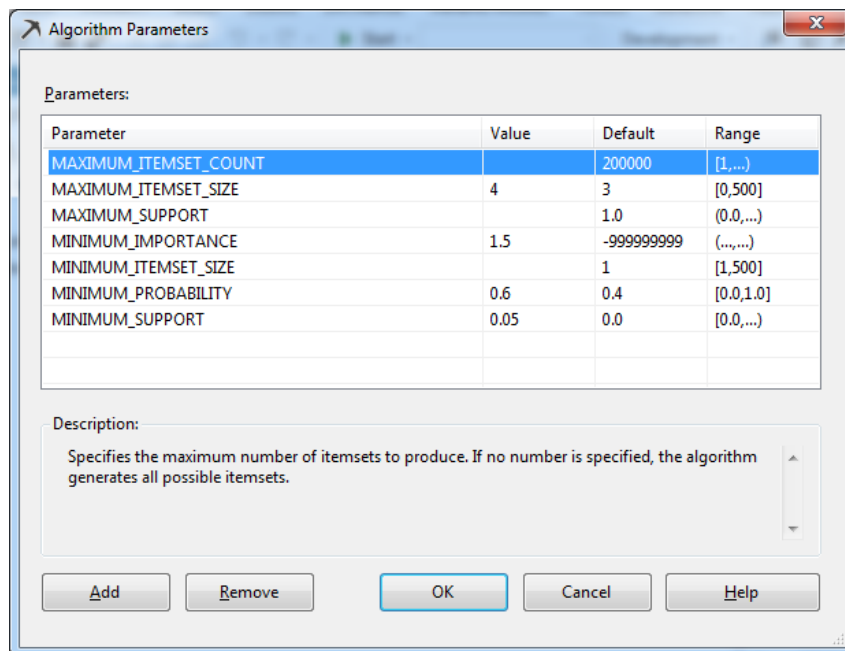 Algorithm Parameters
Parameters:
Parameter Value Default Range
MAXIMUM_ITEMSET_COUNT 200000 [1,...)
MAXIMUM_ITEMSET_SIZE 4 3 [0,500]
MAXIMUM_SUPPORT 1.0 (0.0,...)
MINIMUM_IMPORTANCE 1.5 -999999999 (...,...)
MINIMUM_ITEMSET_SIZE 1 [1,500]
MINIMUM_PROBABILITY 0.6 0.4 [0.0,1.0]
MINIMUM_SUPPORT 0.05 0.0 [0.0,...)
Description:
Specifies the maximum number of itemsets to produce. If no number is specified, the algorithm
generates all possible itemsets.
Add Remove OK Cancel Help